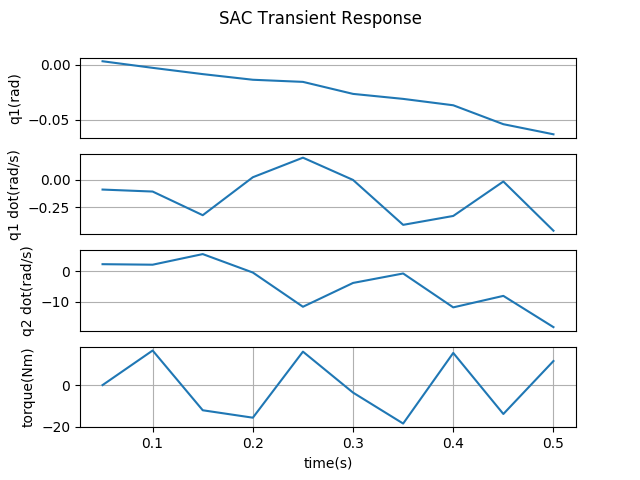 SAC Transient Response
0.00
−0.05
q1(rad)
0.00
−0.25
q1 dot(rad/s)
0
−10
q2 dot(rad/s)
0
−20
torque(Nm)
0.1 0.2 0.3 0.4 0.5
time(s)